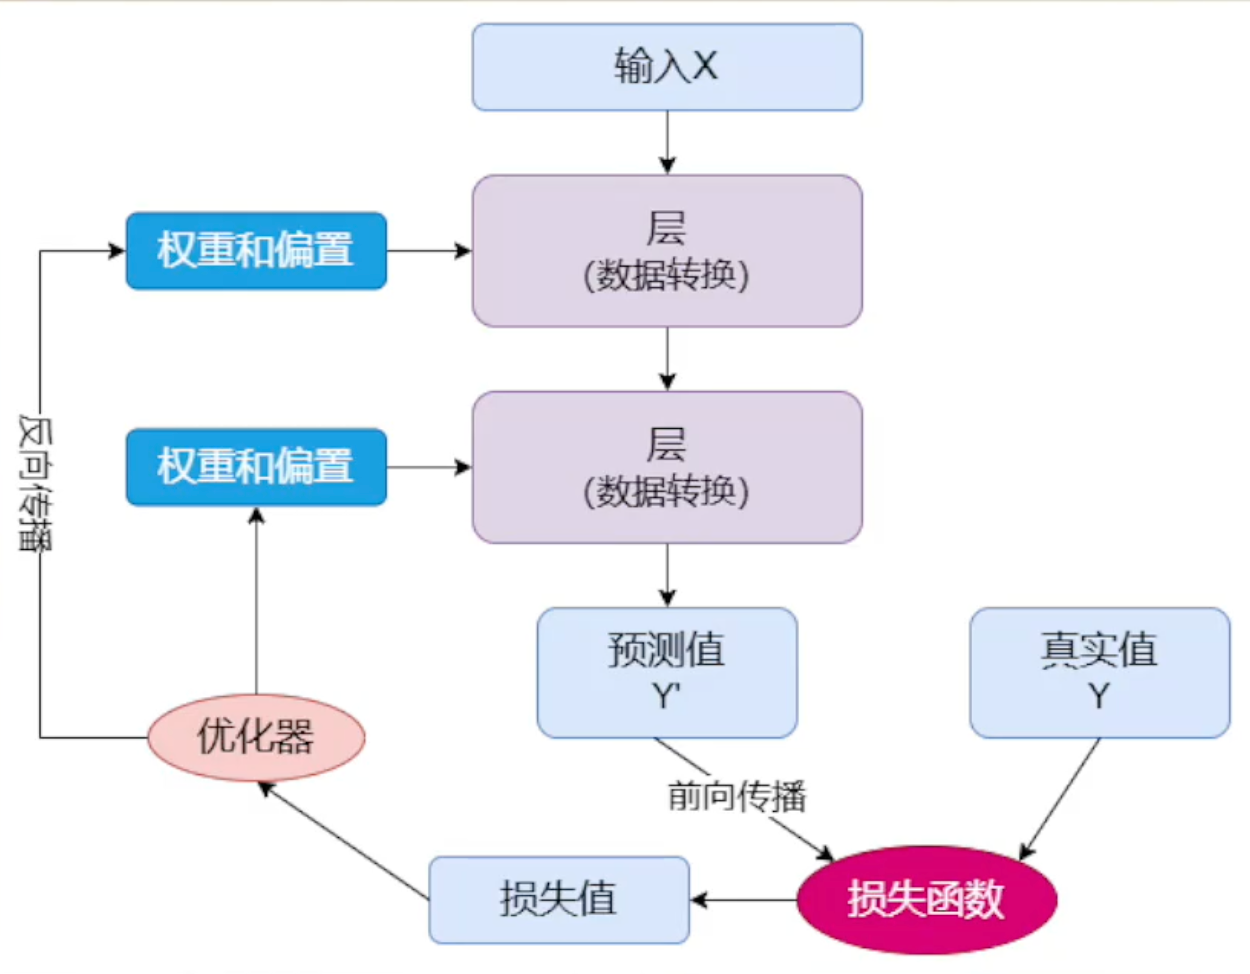 输入X
权重和偏置
层
(数据转换)
反向传播
权重和偏置
层
(数据转换)
预测值
Y'
真实值
Y
优化器
前向传播
损失值
损失函数